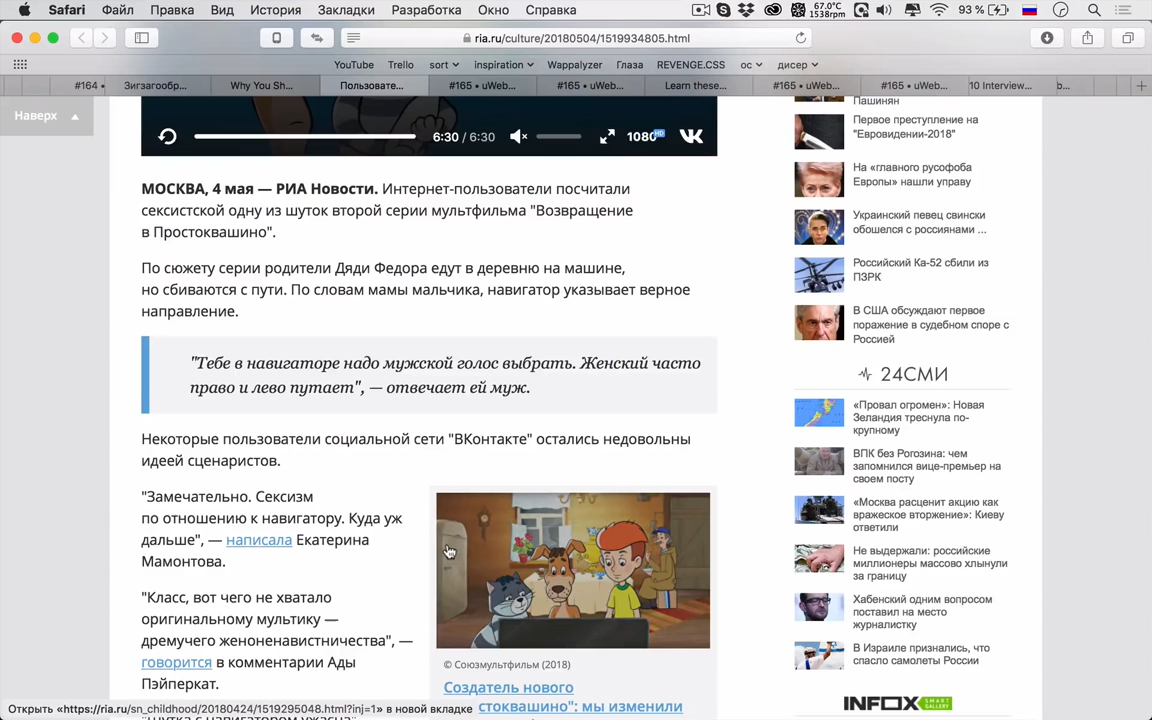 Safari Файл Правка Вид История Закладки Разработка Окно Справка 67.0°C 1538rpm 93 %
ria.ru/culture/20180504/1519934805.html
YouTube Trello sort inspiration Wappalyzer Глаза REVENGE.CSS ос дисер
#164 • Зигзагообр... Why You Sh... Пользовате... #165 • uWeb... #165 • uWeb... Learn these... #165 • uWeb... #165 • uWeb... 10 Interview... b...
Наверх
6:30 / 6:30 1080 HD
МОСКВА, 4 мая — РИА Новости. Интернет-пользователи посчитали
сексистской одну из шуток второй серии мультфильма "Возвращение
в Простоквашино".
По сюжету серии родители Дяди Федора едут в деревню на машине,
но сбиваются с пути. По словам мамы мальчика, навигатор указывает верное
направление.
"Тебе в навигаторе надо мужской голос выбрать. Женский часто
право и лево путает", — отвечает ей муж.
Некоторые пользователи социальной сети "ВКонтакте" остались недовольны
идеей сценаристов.
"Замечательно. Сексизм
по отношению к навигатору. Куда уж
дальше", — написала Екатерина
Мамонтова.
"Класс, вот чего не хватало
оригинальному мультику —
дремучего женоненавистничества", —
говорится в комментарии Ады
Пэйперкат.
© Союзмультфильм (2018)
Создатель нового
стоквашино": мы изменили
Пашинян
Первое преступление на
"Евровидении-2018"
На «главного русофоба
Европы» нашли управу
Украинский певец свински
обошелся с россиянами ...
Российский Ка-52 сбили из
ПЗРК
В США обсуждают первое
поражение в судебном споре с
Россией
24СМИ
«Провал огромен»: Новая
Зеландия треснула по-
крупному
ВПК без Рогозина: чем
запомнился вице-премьер на
своем посту
«Москва расценит акцию как
вражеское вторжение»: Киеву
ответили
Не выдержали: российские
миллионеры массово хлынули
за границу
Хабенский одним вопросом
поставил на место
журналистку
В Израиле признались, что
спасло самолеты России
INFOX SMART GALLERY
Открыть «https://ria.ru/sn_childhood/20180424/1519295048.html?inj=1» в новой вкладке